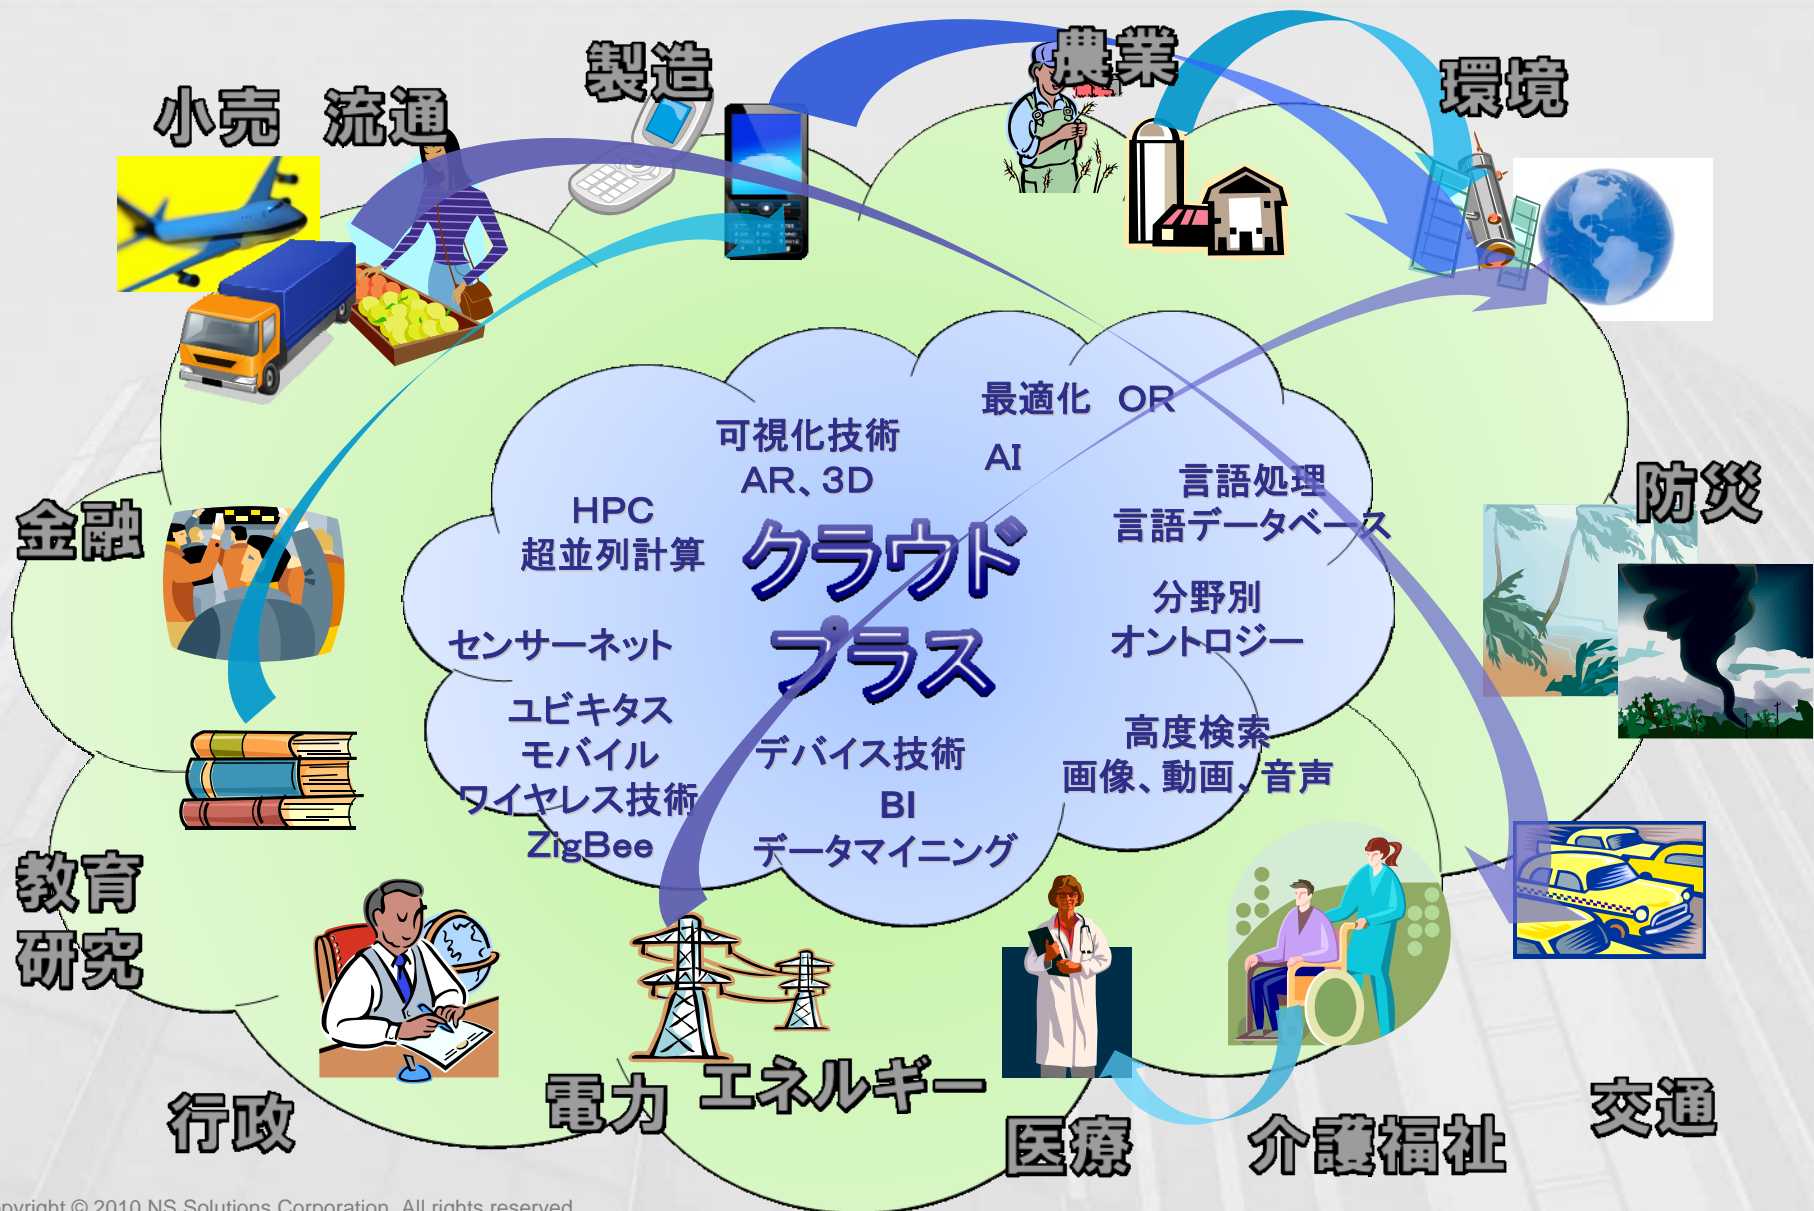 製造
農業
環境
小売 流通
最適化 OR
可視化技術
AR、3D
AI
言語処理
言語データベース
防災
金融
HPC
超並列計算
クラウド
プラス
分野別
オントロジー
センサーネット
ユビキタス
モバイル
ワイヤレス技術
ZigBee
デバイス技術
BI
データマイニング
高度検索
画像、動画、音声
教育
研究
行政
電力 エネルギー
医療
介護福祉
交通
pyright © 2010 NS Solutions Corporation. All rights reserved